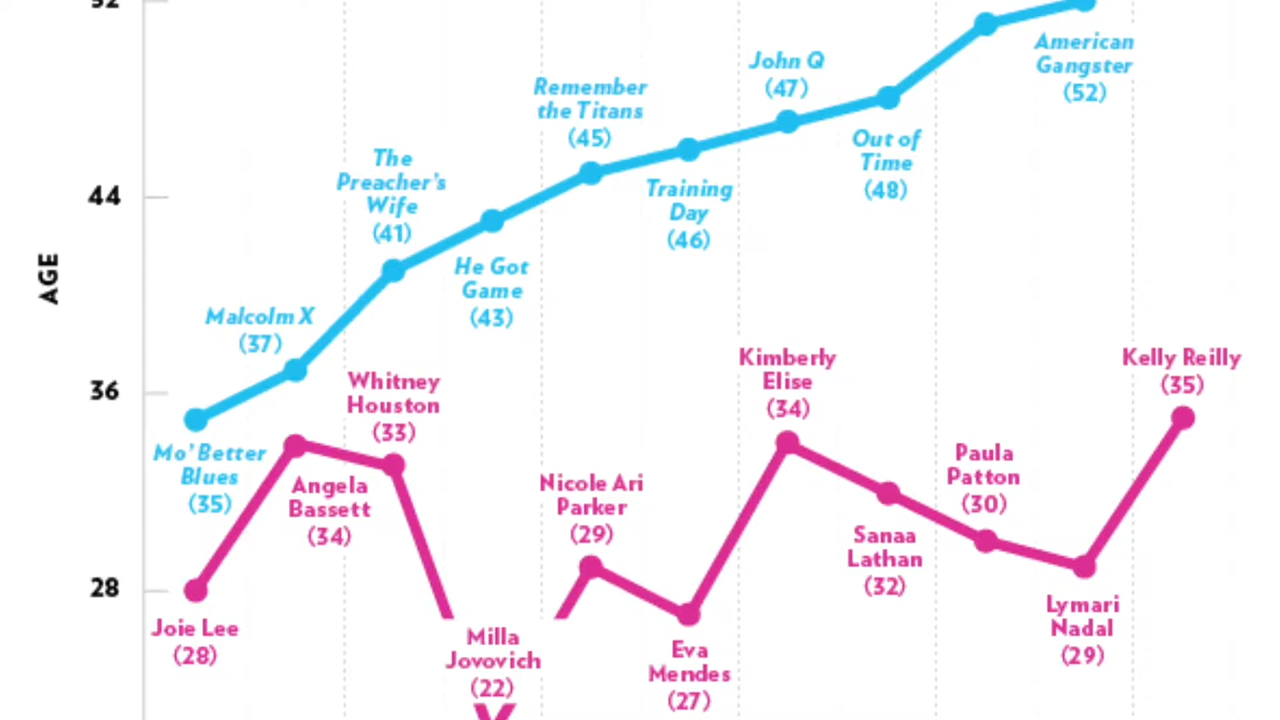 52
44
36
28
AGE
Mo' Better
Blues
(35)
Malcolm X
(37)
The
Preacher's
Wife
(41)
He Got
Game
(43)
Remember
the Titans
(45)
Training
Day
(46)
John Q
(47)
Out of
Time
(48)
American
Gangster
(52)
Joie Lee
(28)
Angela
Bassett
(34)
Whitney
Houston
(33)
Milla
Jovovich
(22)
Nicole Ari
Parker
(29)
Eva
Mendes
(27)
Kimberly
Elise
(34)
Sanaa
Lathan
(32)
Paula
Patton
(30)
Lymari
Nadal
(29)
Kelly Reilly
(35)